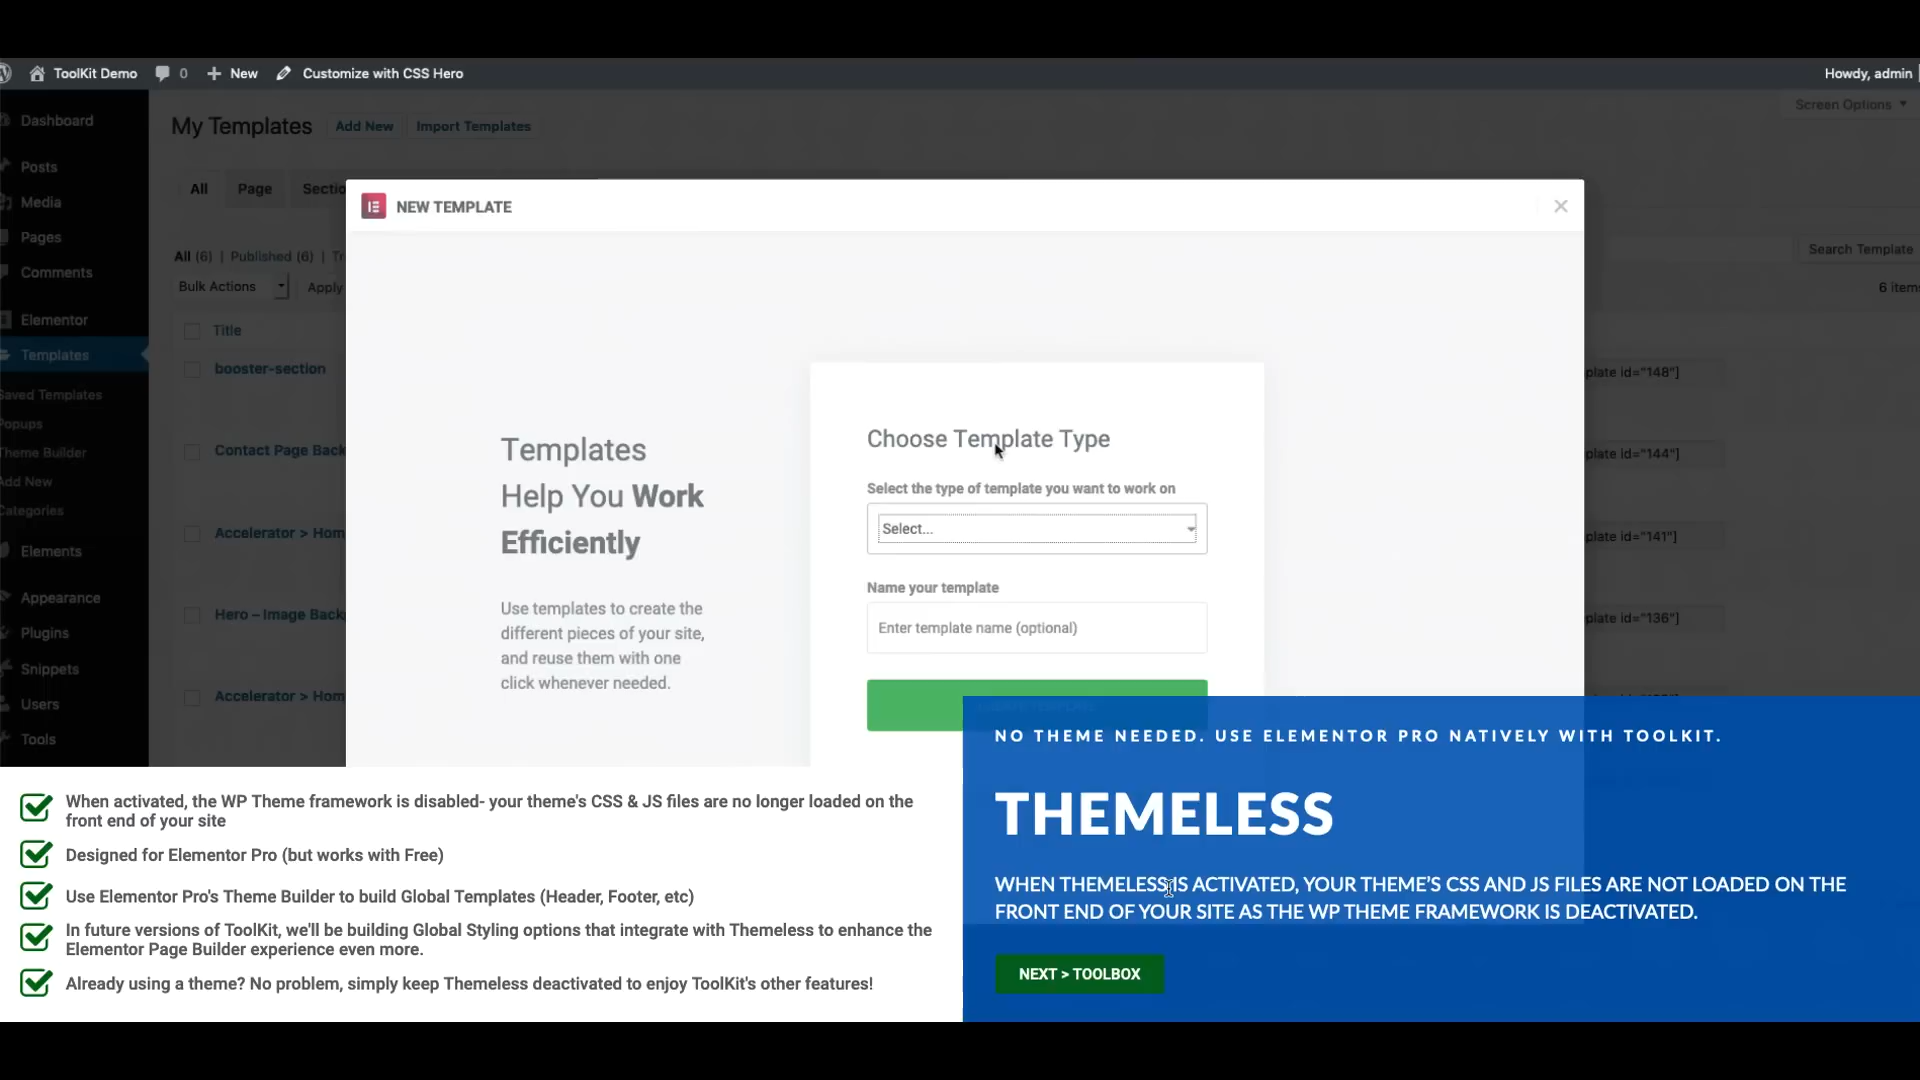 ToolKit Demo 0 New Customize with CSS Hero Howdy, admin
Screen Options
Dashboard
Posts
Media
Pages
Comments
Elementor
Templates
Saved Templates
Popups
Theme Builder
Add New
Categories
Elements
Appearance
Plugins
Snippets
Users
Tools
My Templates Add New Import Templates
All Page
All (6) | Published (6) |
Search Template
Bulk Actions Apply
6 items
Title
booster-section
plate id="148"]
Contact Page Back
plate id="144"]
Accelerator > Hom
plate id="141"]
Hero – Image Back
plate id="136"]
Accelerator > Hom
NEW TEMPLATE
Templates
Help You Work
Efficiently
Use templates to create the
different pieces of your site,
and reuse them with one
click whenever needed.
Choose Template Type
Select the type of template you want to work on
Select...
Name your template
Enter template name (optional)
When activated, the WP Theme framework is disabled- your theme's CSS & JS files are no longer loaded on the
front end of your site
Designed for Elementor Pro (but works with Free)
Use Elementor Pro's Theme Builder to build Global Templates (Header, Footer, etc)
In future versions of ToolKit, we'll be building Global Styling options that integrate with Themeless to enhance the
Elementor Page Builder experience even more.
Already using a theme? No problem, simply keep Themeless deactivated to enjoy ToolKit's other features!
NO THEME NEEDED. USE ELEMENTOR PRO NATIVELY WITH TOOLKIT.
THEMELESS
WHEN THEMELESS IS ACTIVATED, YOUR THEME'S CSS AND JS FILES ARE NOT LOADED ON THE
FRONT END OF YOUR SITE AS THE WP THEME FRAMEWORK IS DEACTIVATED.
NEXT > TOOLBOX